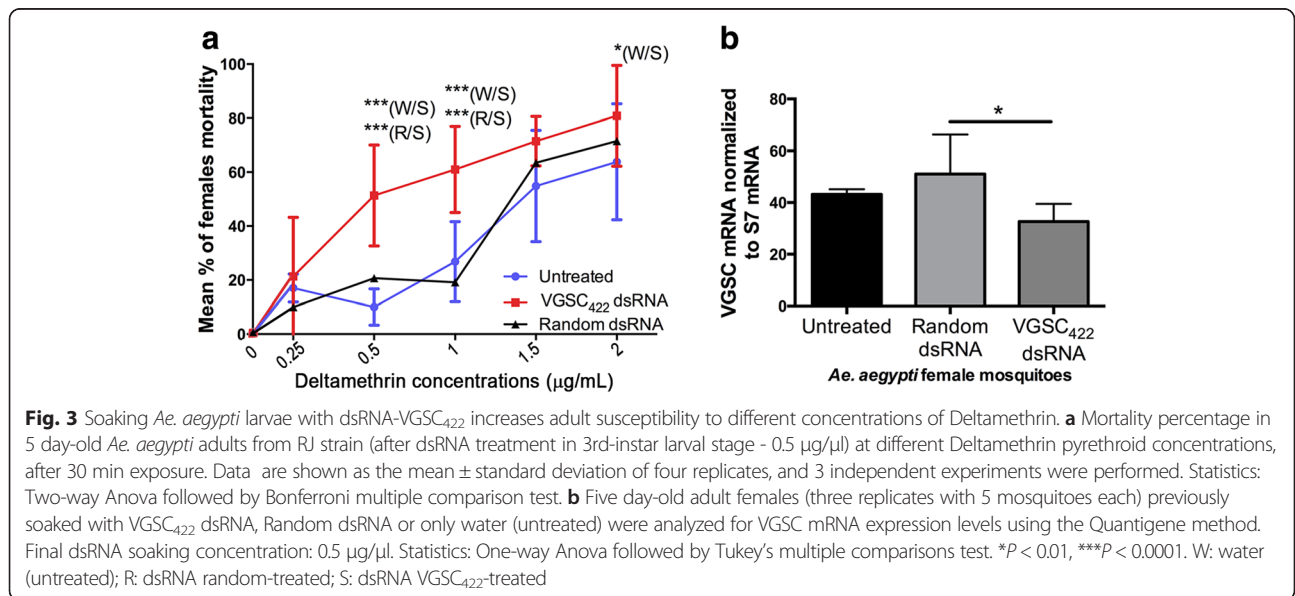 a
Mean % of females mortality
100
80
60
40
20
0
***(W/S)
***(R/S)
***(W/S)
***(R/S)
*(W/S)
Untreated
VGSC422 dsRNA
Random dsRNA
0
0.25
0.5
1
1.5
2
Deltamethrin concentrations (μg/mL)
b
VGSC mRNA normalized
to S7 mRNA
80
60
40
20
0
*
Untreated
Random
dsRNA
VGSC422
dsRNA
Ae. aegypti female mosquitoes
Fig. 3 Soaking Ae. aegypti larvae with dsRNA-VGSC422 increases adult susceptibility to different concentrations of Deltamethrin. a Mortality percentage in
5 day-old Ae. aegypti adults from RJ strain (after dsRNA treatment in 3rd-instar larval stage - 0.5 μg/μl) at different Deltamethrin pyrethroid concentrations,
after 30 min exposure. Data are shown as the mean ± standard deviation of four replicates, and 3 independent experiments were performed. Statistics:
Two-way Anova followed by Bonferroni multiple comparison test. b Five day-old adult females (three replicates with 5 mosquitoes each) previously
soaked with VGSC422 dsRNA, Random dsRNA or only water (untreated) were analyzed for VGSC mRNA expression levels using the Quantigene method.
Final dsRNA soaking concentration: 0.5 μg/μl. Statistics: One-way Anova followed by Tukey's multiple comparisons test. *P < 0.01, ***P < 0.0001. W: water
(untreated); R: dsRNA random-treated; S: dsRNA VGSC422-treated